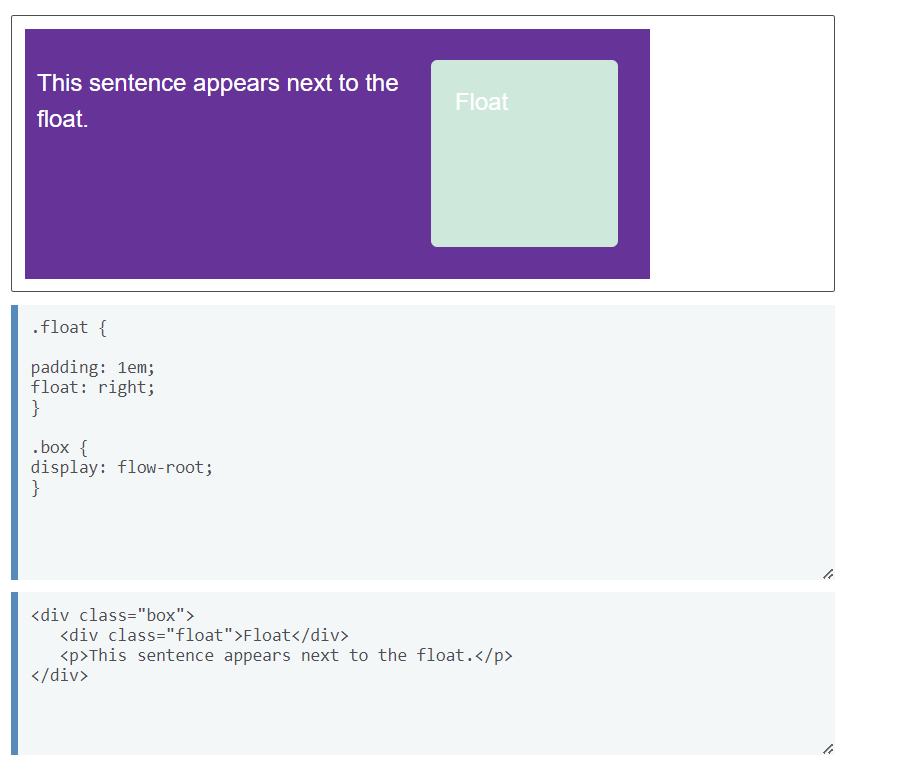 This sentence appears next to the
float.
Float
.float {
padding: 1em;
float: right;
}
.box {
display: flow-root;
}
<div class="box">
   <div class="float">Float</div>
   <p>This sentence appears next to the float.</p>
</div>